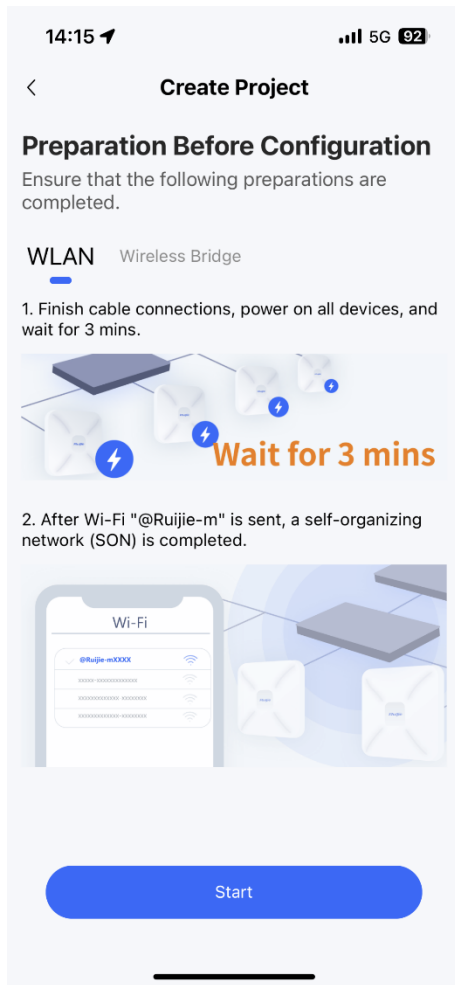 14:15
5G 92
Create Project
Preparation Before Configuration
Ensure that the following preparations are
completed.
WLAN Wireless Bridge
1. Finish cable connections, power on all devices, and
wait for 3 mins.
Wait for 3 mins
2. After Wi-Fi "@Ruijie-m" is sent, a self-organizing
network (SON) is completed.
Wi-Fi
@Ruijie-mXXXX
Start